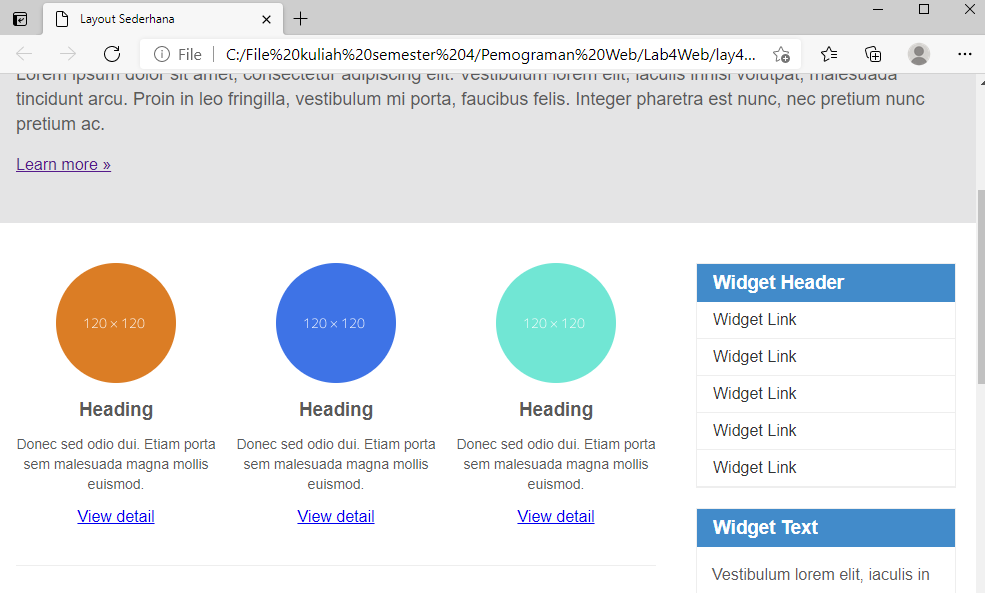 Layout Sederhana
File
C:/File%20kuliah%20semester%204/Pemograman%20Web/Lab4Web/lay4...
Lorem ipsum dolor sit amet, consectetur adipiscing elit. Vestibulum lorem elit, iaculis innisl volutpat, malesuada
tincidunt arcu. Proin in leo fringilla, vestibulum mi porta, faucibus felis. Integer pharetra est nunc, nec pretium nunc
pretium ac.
Learn more »
120 × 120
Heading
Donec sed odio dui. Etiam porta
sem malesuada magna mollis
euismod.
View detail
120 × 120
Heading
Donec sed odio dui. Etiam porta
sem malesuada magna mollis
euismod.
View detail
120 × 120
Heading
Donec sed odio dui. Etiam porta
sem malesuada magna mollis
euismod.
View detail
Widget Header
Widget Link
Widget Link
Widget Link
Widget Link
Widget Link
Widget Text
Vestibulum lorem elit, iaculis in